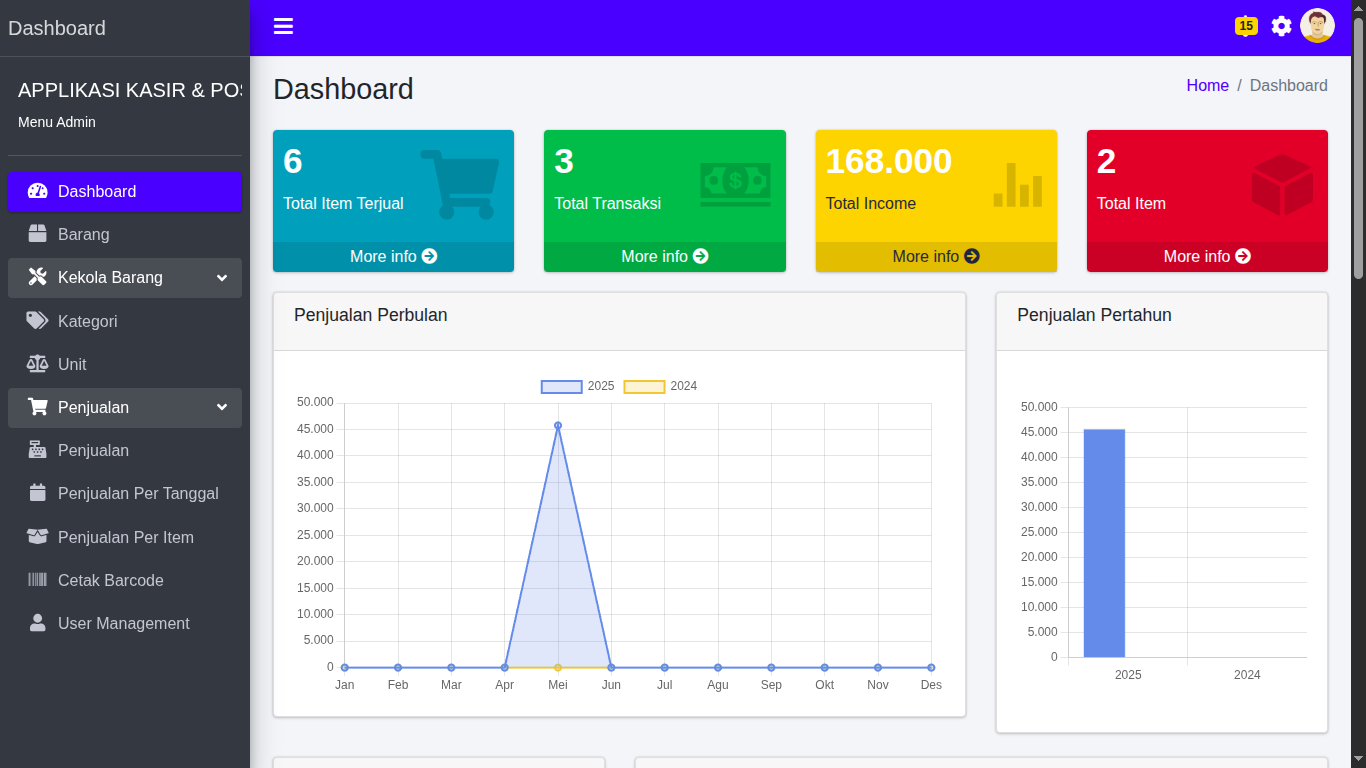 Dashboard
APPLIKASI KASIR & POS
Menu Admin
Dashboard
Barang
Kekola Barang
Kategori
Unit
Penjualan
Penjualan
Penjualan Per Tanggal
Penjualan Per Item
Cetak Barcode
User Management
15
Dashboard
Home / Dashboard
6
Total Item Terjual
More info
3
Total Transaksi
More info
168.000
Total Income
More info
2
Total Item
More info
Penjualan Perbulan
2025 2024
50.000
45.000
40.000
35.000
30.000
25.000
20.000
15.000
10.000
5.000
0
Jan Feb Mar Apr Mei Jun Jul Agu Sep Okt Nov Des
Penjualan Pertahun
50.000
45.000
40.000
35.000
30.000
25.000
20.000
15.000
10.000
5.000
0
2025 2024